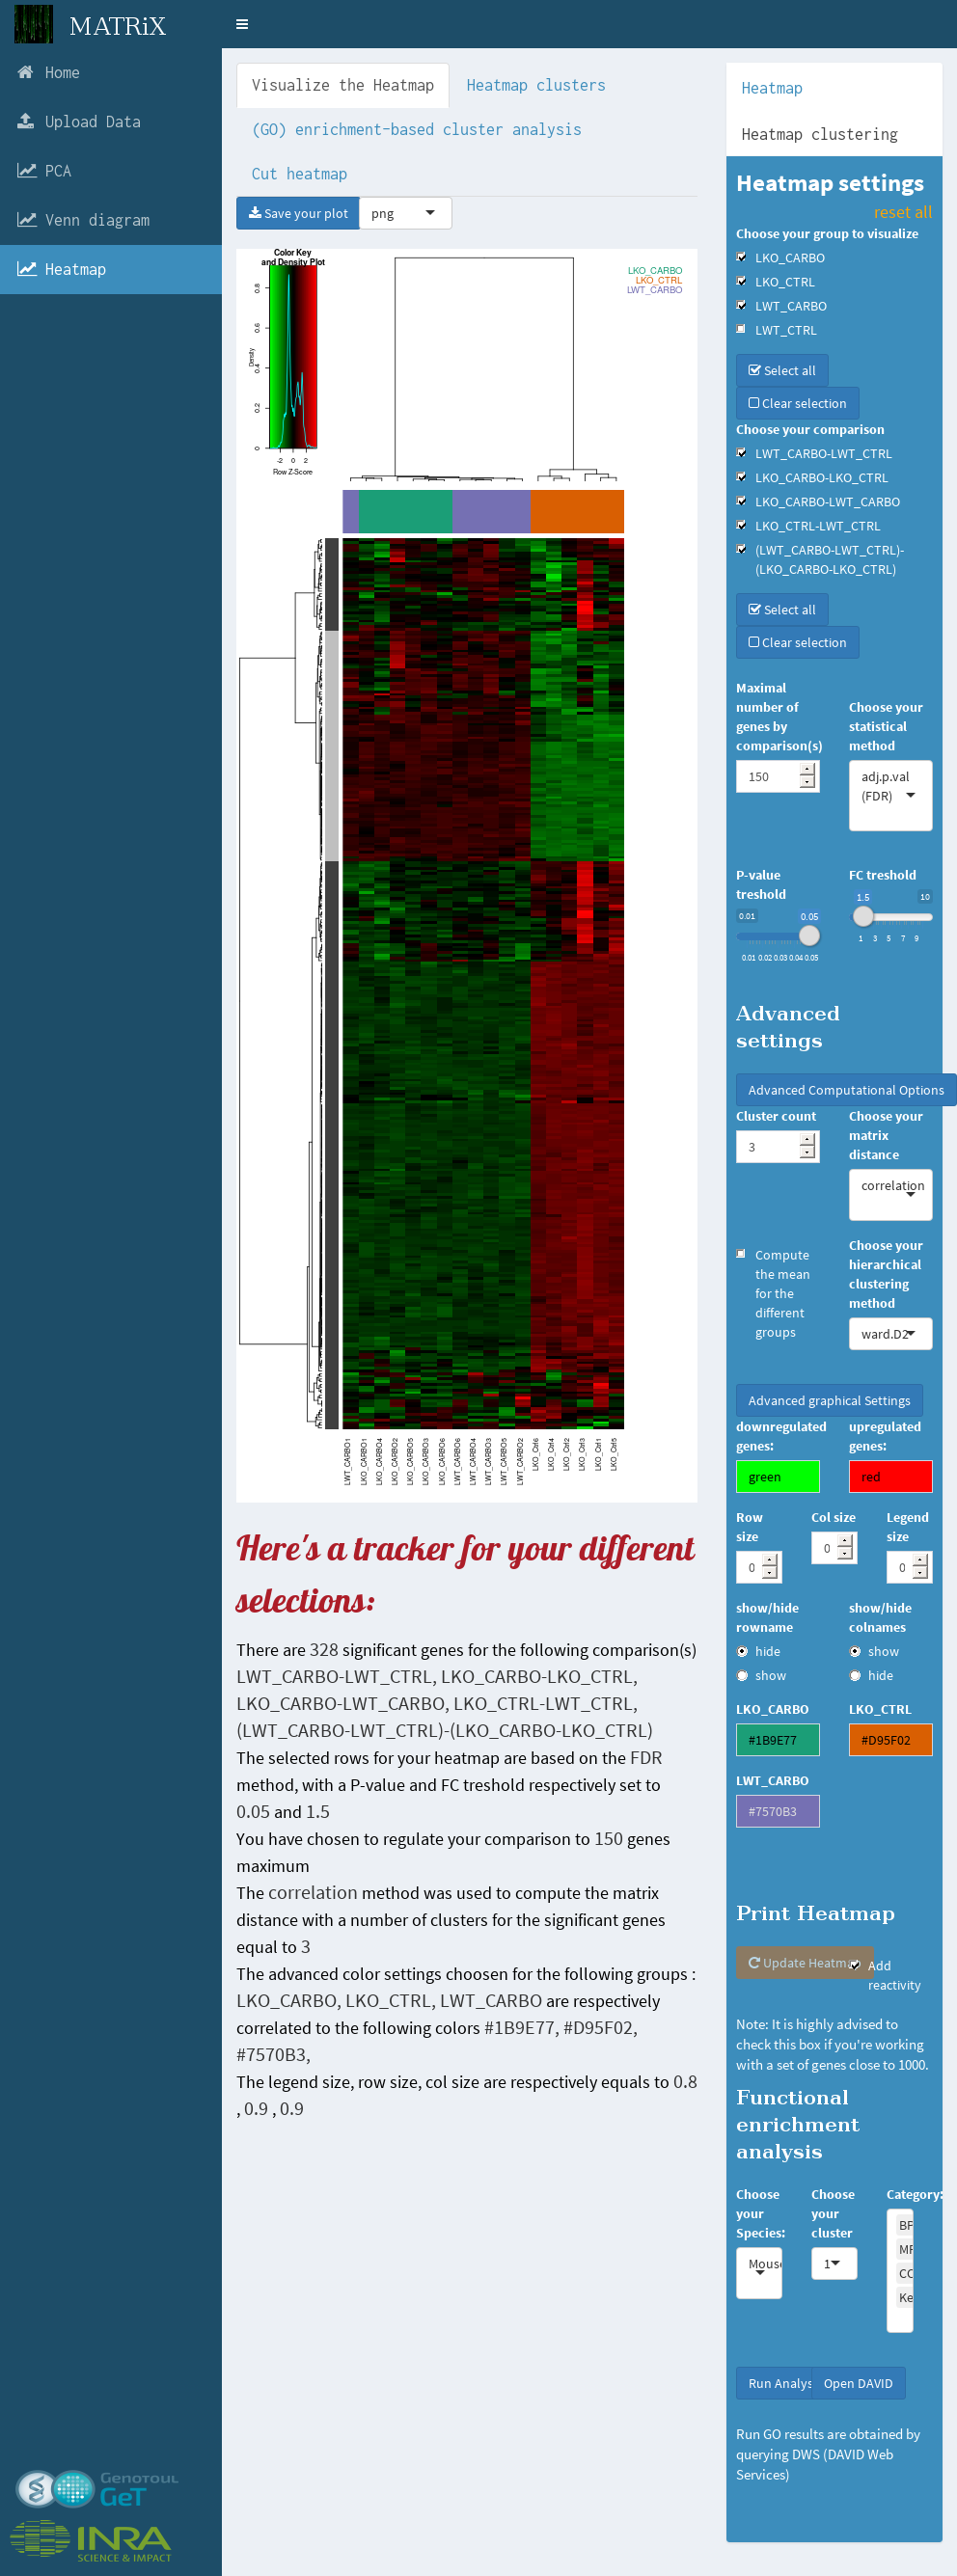 MATRiX
Home
Upload Data
PCA
Venn diagram
Heatmap
Visualize the Heatmap
Heatmap clusters
(GO) enrichment-based cluster analysis
Cut heatmap
Save your plot
png
Color Key
and Density Plot
Density
0 0.2 0.4 0.6 0.8
-2 0 2
Row Z-Score
LKO_CARBO
LKO_CTRL
LWT_CARBO
LWT_CARBO1
LKO_CARBO1
LKO_CARBO4
LKO_CARBO2
LKO_CARBO5
LKO_CARBO3
LKO_CARBO6
LWT_CARBO6
LWT_CARBO4
LWT_CARBO3
LWT_CARBO5
LWT_CARBO2
LKO_Ctrl6
LKO_Ctrl4
LKO_Ctrl2
LKO_Ctrl3
LKO_Ctrl1
LKO_Ctrl5
Here's a tracker for your different
selections:
There are 328 significant genes for the following comparison(s)
LWT_CARBO-LWT_CTRL, LKO_CARBO-LKO_CTRL,
LKO_CARBO-LWT_CARBO, LKO_CTRL-LWT_CTRL,
(LWT_CARBO-LWT_CTRL)-(LKO_CARBO-LKO_CTRL)
The selected rows for your heatmap are based on the FDR
method, with a P-value and FC treshold respectively set to
0.05 and 1.5
You have chosen to regulate your comparison to 150 genes
maximum
The correlation method was used to compute the matrix
distance with a number of clusters for the significant genes
equal to 3
The advanced color settings choosen for the following groups :
LKO_CARBO, LKO_CTRL, LWT_CARBO are respectively
correlated to the following colors #1B9E77, #D95F02,
#7570B3,
The legend size, row size, col size are respectively equals to 0.8
, 0.9 , 0.9
Heatmap
Heatmap clustering
Heatmap settings
reset all
Choose your group to visualize
LKO_CARBO
LKO_CTRL
LWT_CARBO
LWT_CTRL
Select all
Clear selection
Choose your comparison
LWT_CARBO-LWT_CTRL
LKO_CARBO-LKO_CTRL
LKO_CARBO-LWT_CARBO
LKO_CTRL-LWT_CTRL
(LWT_CARBO-LWT_CTRL)-
(LKO_CARBO-LKO_CTRL)
Select all
Clear selection
Maximal
number of
genes by
comparison(s)
150
Choose your
statistical
method
adj.p.val
(FDR)
P-value
treshold
0.01 0.05
0.01 0.02 0.03 0.04 0.05
FC treshold
1.5 10
1 3 5 7 9
Advanced
settings
Advanced Computational Options
Cluster count
3
Choose your
matrix
distance
correlation
Compute
the mean
for the
different
groups
Choose your
hierarchical
clustering
method
ward.D2
Advanced graphical Settings
downregulated
genes:
green
upregulated
genes:
red
Row
size
0
Col size
0
Legend
size
0
show/hide
rowname
hide
show
show/hide
colnames
show
hide
LKO_CARBO
#1B9E77
LKO_CTRL
#D95F02
LWT_CARBO
#7570B3
Print Heatmap
Update Heatmap
Add
reactivity
Note: It is highly advised to
check this box if you're working
with a set of genes close to 1000.
Functional
enrichment
analysis
Choose
your
Species:
Mouse
Choose
your
cluster
1
Category:
BP
MF
CC
Ke
Run Analys
Open DAVID
Run GO results are obtained by
querying DWS (DAVID Web
Services)
GENOTOUL
GeT
INRA
SCIENCE & IMPACT